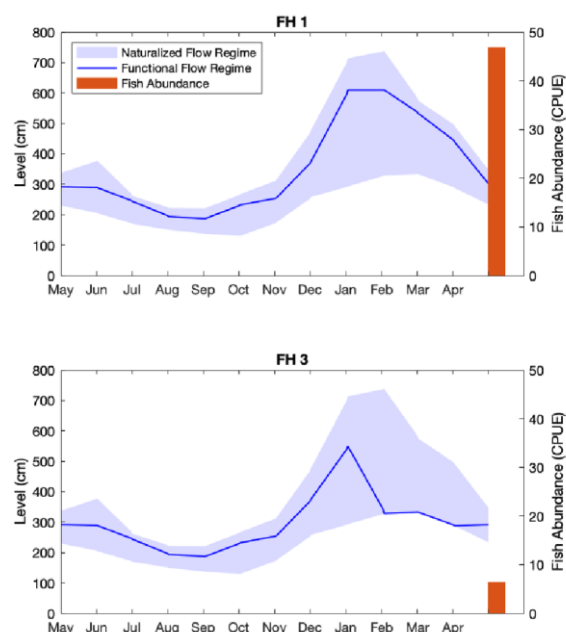 FH 1
Naturalized Flow Regime
Functional Flow Regime
Fish Abundance
Level (cm)
800
700
600
500
400
300
200
100
0
50
40
30
20
10
0
Fish Abundance (CPUE)
May Jun Jul Aug Sep Oct Nov Dec Jan Feb Mar Apr
FH 3
Level (cm)
800
700
600
500
400
300
200
100
0
50
40
30
20
10
0
Fish Abundance (CPUE)
May Jun Jul Aug Sep Oct Nov Dec Jan Feb Mar Apr